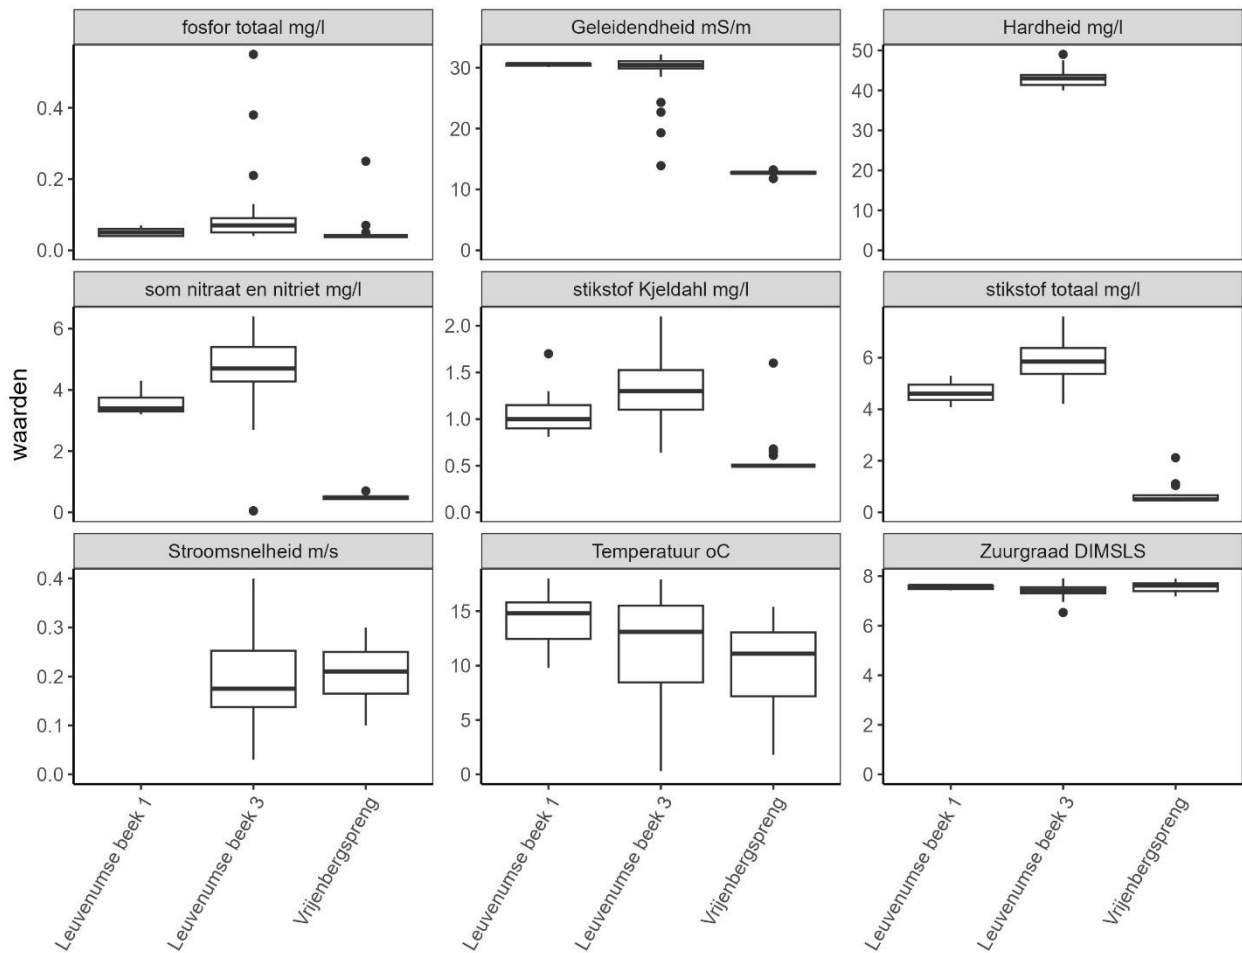 fosfor totaal mg/l
Geleidendheid mS/m
Hardheid mg/l
0.4
0.2
0.0
30
20
10
0
50
40
30
20
10
0
som nitraat en nitriet mg/l
stikstof Kjeldahl mg/l
stikstof totaal mg/l
waarden
6
4
2
0
2.0
1.5
1.0
0.5
0.0
6
4
2
0
Stroomsnelheid m/s
Temperatuur oC
Zuurgraad DIMSLS
0.4
0.3
0.2
0.1
0.0
15
10
5
0
8
6
4
2
0
Leuvenumse beek 1
Leuvenumse beek 3
Vrijenbergspreng
Leuvenumse beek 1
Leuvenumse beek 3
Vrijenbergspreng
Leuvenumse beek 1
Leuvenumse beek 3
Vrijenbergspreng